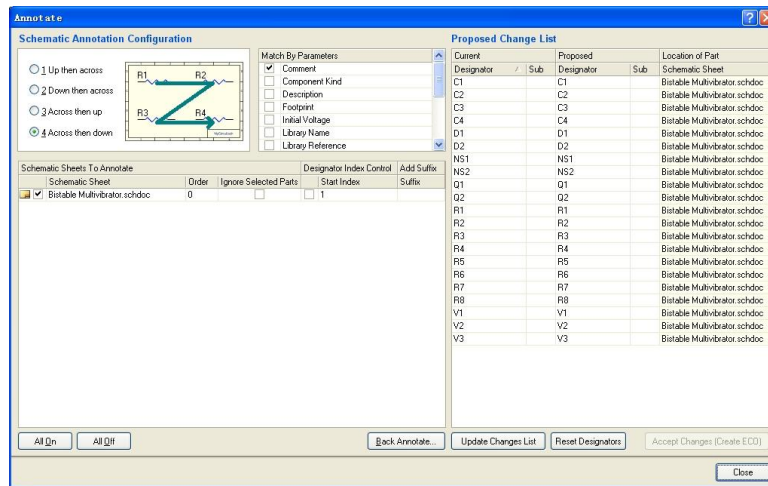 Annotate
Schematic Annotation Configuration
1 Up then across
2 Down then across
3 Across then up
4 Across then down
R1 R2
R3 R4
Match By Parameters
Comment
Component Kind
Description
Footprint
Initial Voltage
Library Name
Library Reference
Schematic Sheets To Annotate Designator Index Control Add Suffix
Schematic Sheet Order Ignore Selected Parts Start Index Suffix
Bistable Multivibrator.schdoc 0 1
All On All Off Back Annotate...
Proposed Change List
Current Proposed Location of Part
Designator Sub Designator Sub Schematic Sheet
C1 C1 Bistable Multivibrator.schdoc
C2 C2 Bistable Multivibrator.schdoc
C3 C3 Bistable Multivibrator.schdoc
C4 C4 Bistable Multivibrator.schdoc
D1 D1 Bistable Multivibrator.schdoc
D2 D2 Bistable Multivibrator.schdoc
NS1 NS1 Bistable Multivibrator.schdoc
NS2 NS2 Bistable Multivibrator.schdoc
Q1 Q1 Bistable Multivibrator.schdoc
Q2 Q2 Bistable Multivibrator.schdoc
R1 R1 Bistable Multivibrator.schdoc
R2 R2 Bistable Multivibrator.schdoc
R3 R3 Bistable Multivibrator.schdoc
R4 R4 Bistable Multivibrator.schdoc
R5 R5 Bistable Multivibrator.schdoc
R6 R6 Bistable Multivibrator.schdoc
R7 R7 Bistable Multivibrator.schdoc
R8 R8 Bistable Multivibrator.schdoc
V1 V1 Bistable Multivibrator.schdoc
V2 V2 Bistable Multivibrator.schdoc
V3 V3 Bistable Multivibrator.schdoc
Update Changes List Reset Designators Accept Changes (Create ECO)
Close